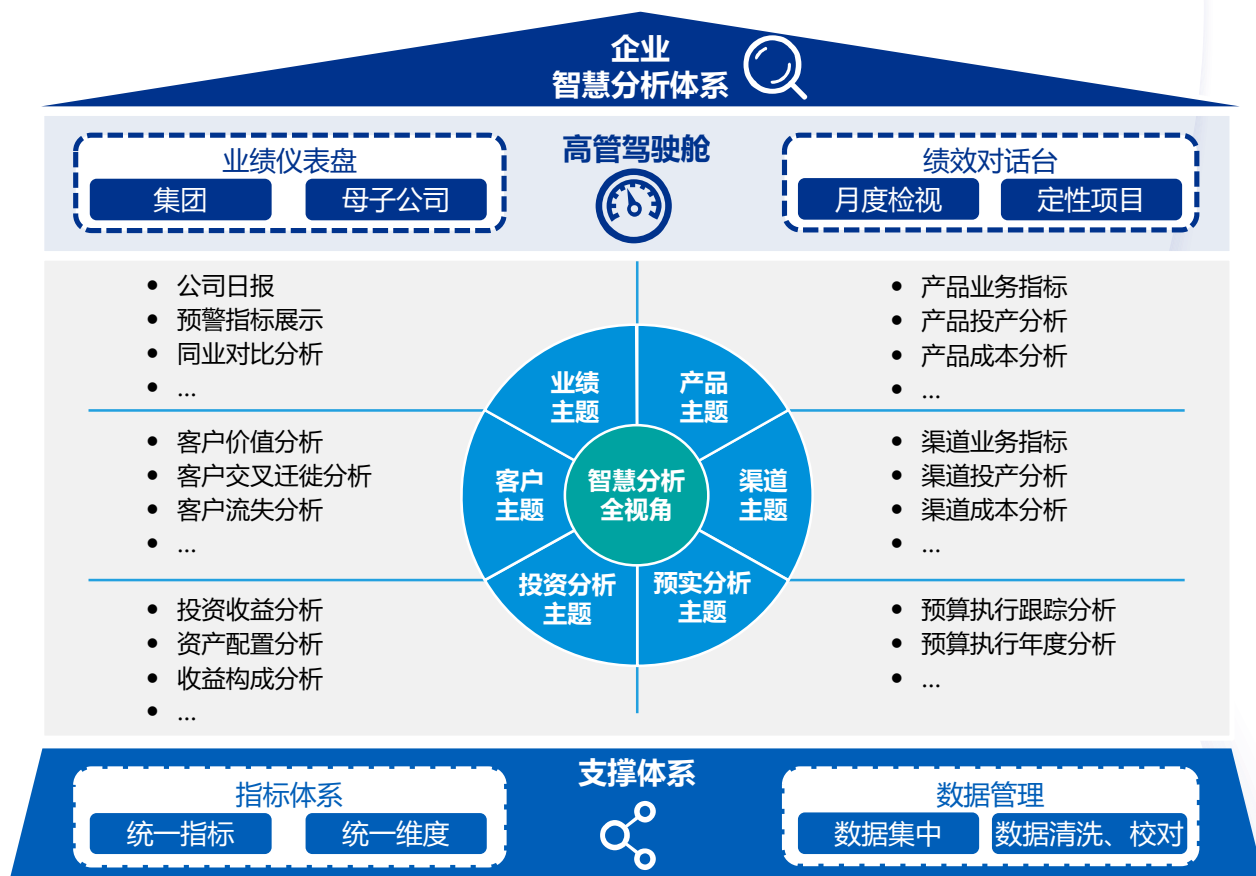 企业
智慧分析体系
业绩仪表盘
集团
母子公司
高管驾驶舱
绩效对话台
月度检视
定性项目
• 公司日报
• 预警指标展示
• 同业对比分析
• ...
• 产品业务指标
• 产品投产分析
• 产品成本分析
• ...
• 客户价值分析
• 客户交叉迁徙分析
• 客户流失分析
• ...
• 渠道业务指标
• 渠道投产分析
• 渠道成本分析
• ...
• 投资收益分析
• 资产配置分析
• 收益构成分析
• ...
• 预算执行跟踪分析
• 预算执行年度分析
• ...
业绩
主题
产品
主题
客户
主题
智慧分析
全视角
渠道
主题
投资分析
主题
预实分析
主题
支撑体系
指标体系
统一指标
统一维度
数据管理
数据集中
数据清洗、校对